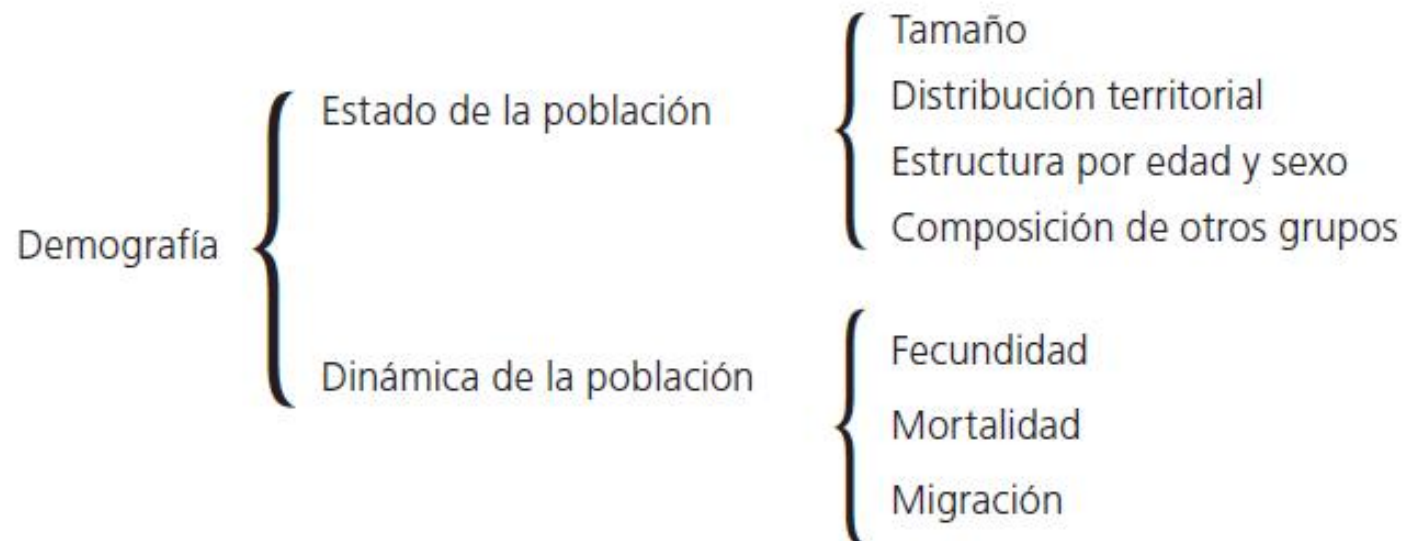 Demografía
Estado de la población
Tamaño
Distribución territorial
Estructura por edad y sexo
Composición de otros grupos
Dinámica de la población
Fecundidad
Mortalidad
Migración